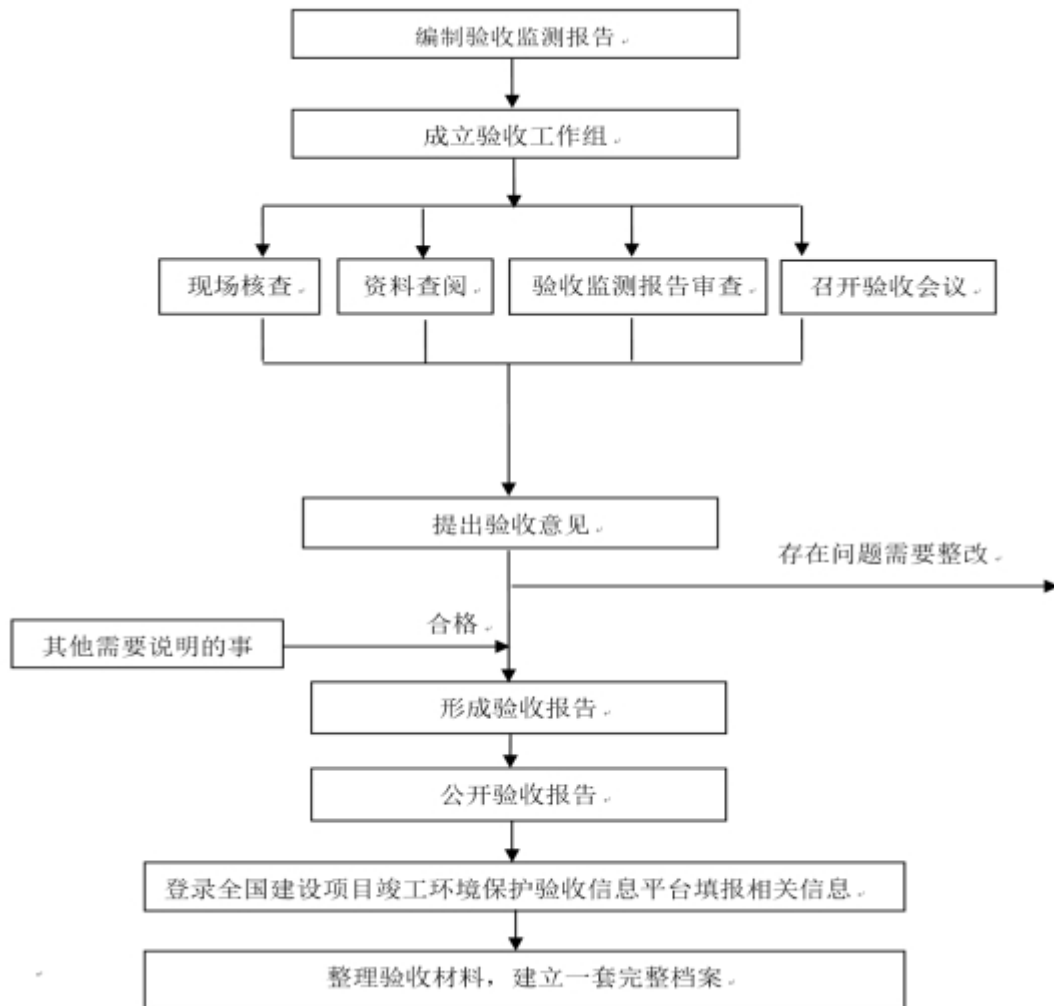 编制验收监测报告
成立验收工作组
现场核查
资料查阅
验收监测报告审查
召开验收会议
提出验收意见
存在问题需要整改
合格
其他需要说明的事
形成验收报告
公开验收报告
登录全国建设项目竣工环境保护验收信息平台填报相关信息
整理验收材料，建立一套完整档案